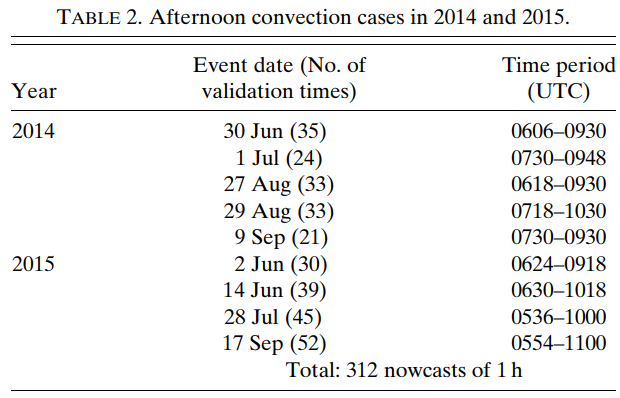 TABLE 2. Afternoon convection cases in 2014 and 2015.
Event date (No. of Time period
Year validation times) (UTC)
2014 30 Jun (35) 0606–0930
1 Jul (24) 0730–0948
27 Aug (33) 0618–0930
29 Aug (33) 0718–1030
9 Sep (21) 0730–0930
2015 2 Jun (30) 0624–0918
14 Jun (39) 0630–1018
28 Jul (45) 0536–1000
17 Sep (52) 0554–1100
Total: 312 nowcasts of 1 h